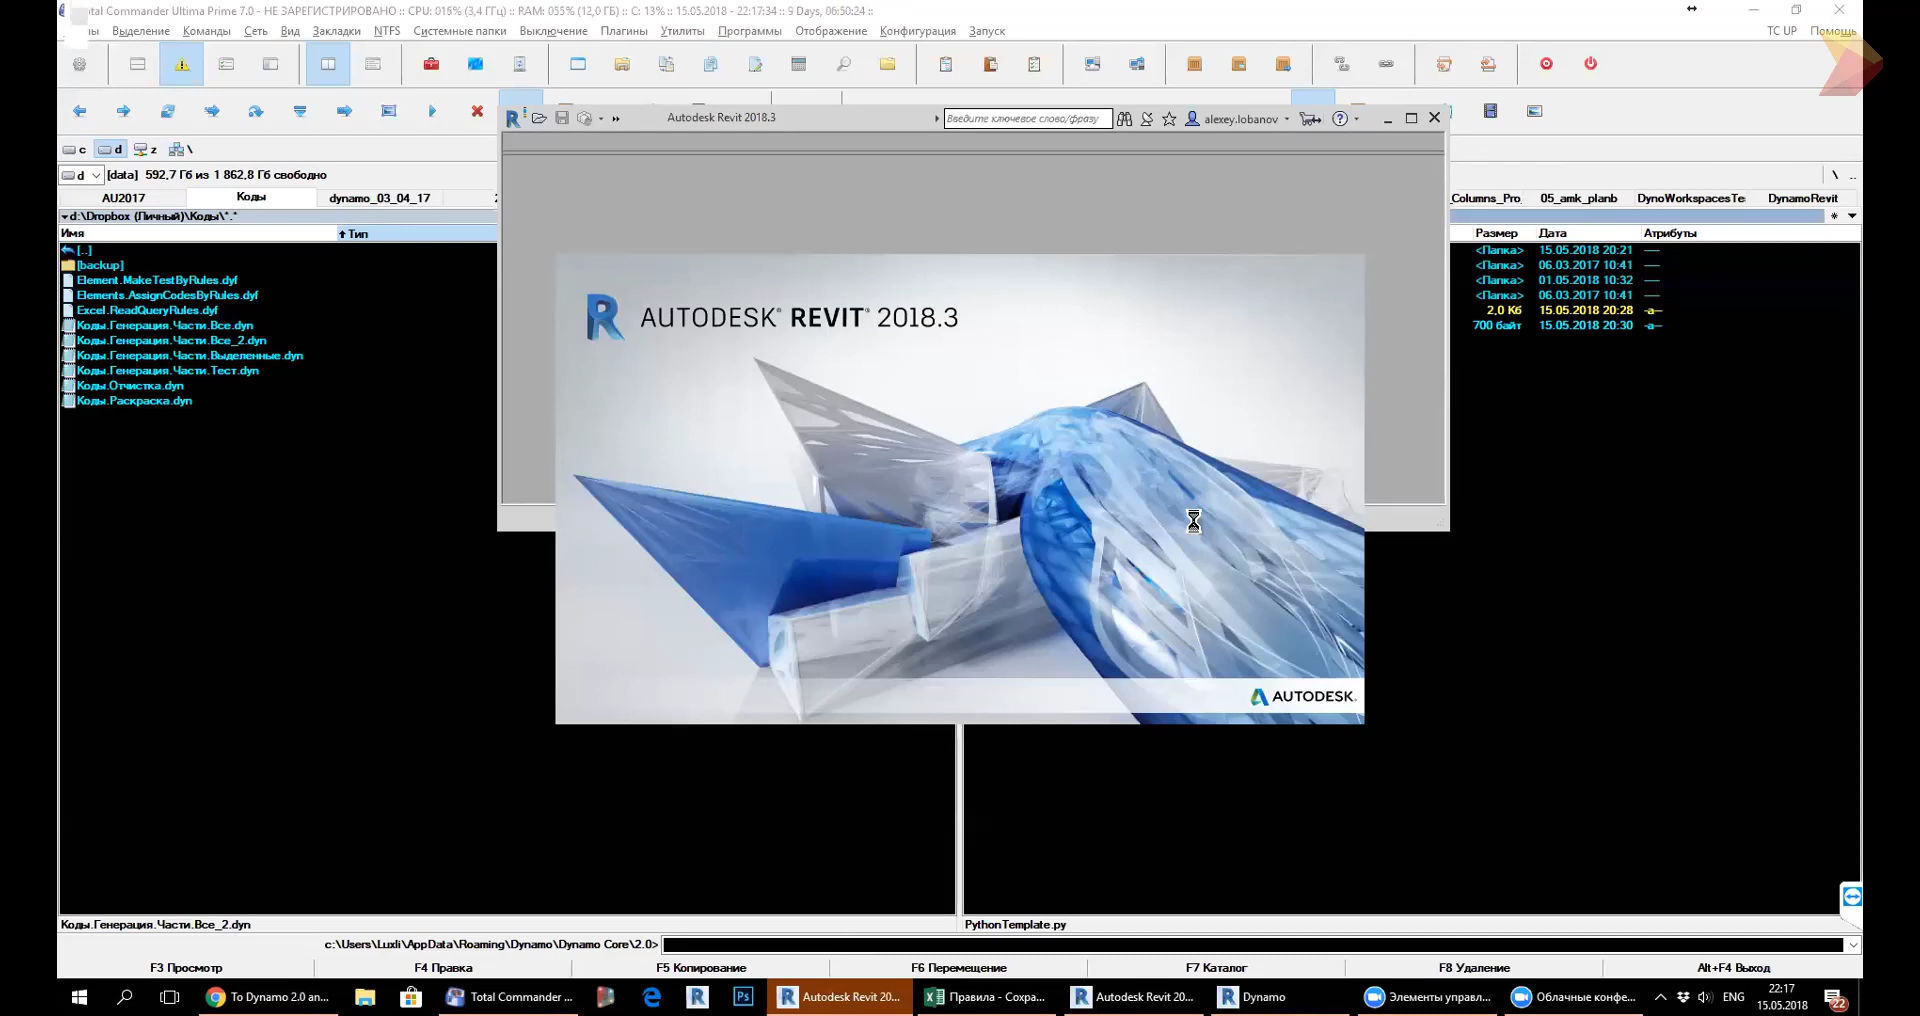 otal Commander Ultima Prime 7.0 - НЕ ЗАРЕГИСТРИРОВАНО :: CPU: 016% (3,4 ГГц) :: RAM: 055% (12,0 ГБ) :: C: 13% :: 15.05.2018 - 22:17:34 :: 9 Days, 06:50:24 ::
Выделение Команды Сеть Вид Закладки NTFS Системные папки Выключение Плагины Утилиты Программы Отображение Конфигурация Запуск TC UP Помощь
Autodesk Revit 2018.3 Введите ключевое слово/фразу alexey.lobanov
c d z \
d [data] 592,7 Гб из 1 862,8 Гб свободно \ ..
AU2017 Коды dynamo_03_04_17 _Columns_Pro 05_amk_planb DynoWorkspacesTe DynamoRevit
d:\Dropbox (Личный)\Коды\*.*
Имя Тип Размер Дата Атрибуты
[..] <Папка> 15.05.2018 20:21 ----
[backup] <Папка> 06.03.2017 10:41 ----
Element.MakeTestByRules.dyf <Папка> 01.05.2018 10:32 ----
Elements.AssignCodesByRules.dyf <Папка> 06.03.2017 10:41 ----
Excel.ReadQueryRules.dyf 2,0 Кб 15.05.2018 20:28 -a--
Коды.Генерация.Части.Все.dyn 700 байт 15.05.2018 20:30 -a--
Коды.Генерация.Части.Все_2.dyn
Коды.Генерация.Части.Выделенные.dyn
Коды.Генерация.Части.Тест.dyn
Коды.Отчистка.dyn
Коды.Раскраска.dyn
R AUTODESK® REVIT® 2018.3
AUTODESK.
Коды.Генерация.Части.Все_2.dyn PythonTemplate.py
c:\Users\Luxli\AppData\Roaming\Dynamo\Dynamo Core\2.0>
F3 Просмотр F4 Правка F5 Копирование F6 Перемещение F7 Каталог F8 Удаление Alt+F4 Выход
To Dynamo 2.0 an... Total Commander ... Autodesk Revit 20... Правила - Сохра... Autodesk Revit 20... Dynamo Элементы управл... Облачные конфе... ENG 22:17
15.05.2018 22